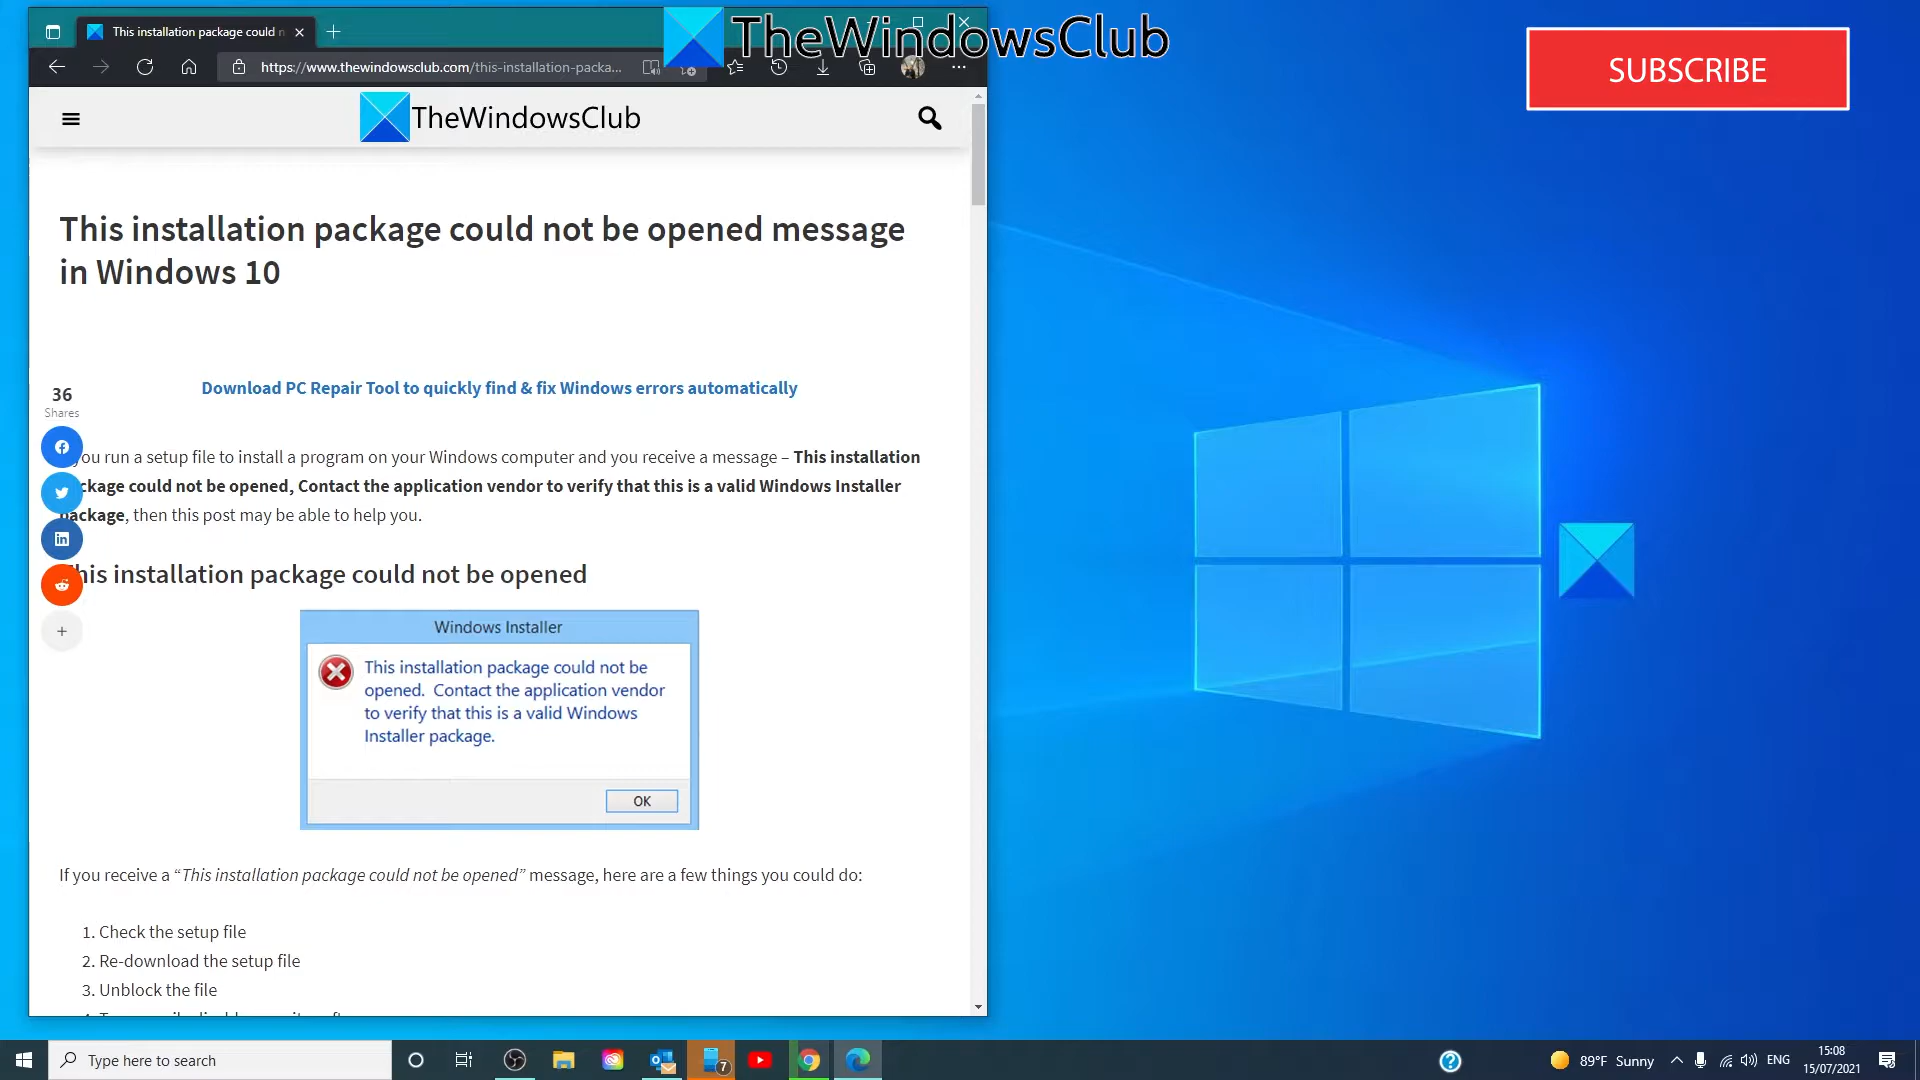 This installation package could n
TheWindowsClub
SUBSCRIBE
https://www.thewindowsclub.com/this-installation-packa...
TheWindowsClub
This installation package could not be opened message
in Windows 10
36
Shares
Download PC Repair Tool to quickly find & fix Windows errors automatically
you run a setup file to install a program on your Windows computer and you receive a message – This installation
ckage could not be opened, Contact the application vendor to verify that this is a valid Windows Installer
package, then this post may be able to help you.
his installation package could not be opened
Windows Installer
This installation package could not be
opened. Contact the application vendor
to verify that this is a valid Windows
Installer package.
OK
If you receive a “This installation package could not be opened” message, here are a few things you could do:
1. Check the setup file
2. Re-download the setup file
3. Unblock the file
Type here to search
7
89°F Sunny
ENG
15:08
15/07/2021